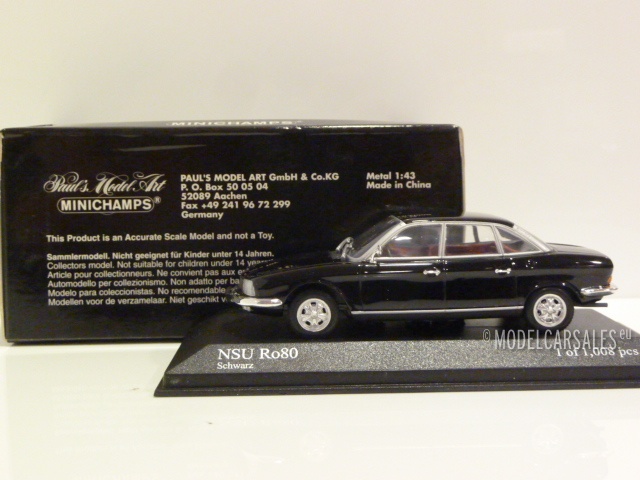 MINICHAMPS
Paul's Model Art
MINICHAMPS®
PAUL'S MODEL ART GmbH & Co.KG
P. O. Box 50 05 04
52089 Aachen
Fax +49 241 96 72 299
Germany
Metal 1:43
Made in China
This Product is an Accurate Scale Model and not a Toy.
Sammlermodell. Nicht geeignet für Kinder unter 14 Jahren.
Collectors model. Not suitable for children under 14 years
Article pour collectionneurs. Ne convient pas aux
Automodello per collezionismo. Non adatto per ba
Modelo para coleccionistas. No recomendable
Modellen voor de verzamelaar. Niet geschikt v
© MODELCARSALES.eu
NSU Ro80
Schwarz
1 of 1,008 pcs